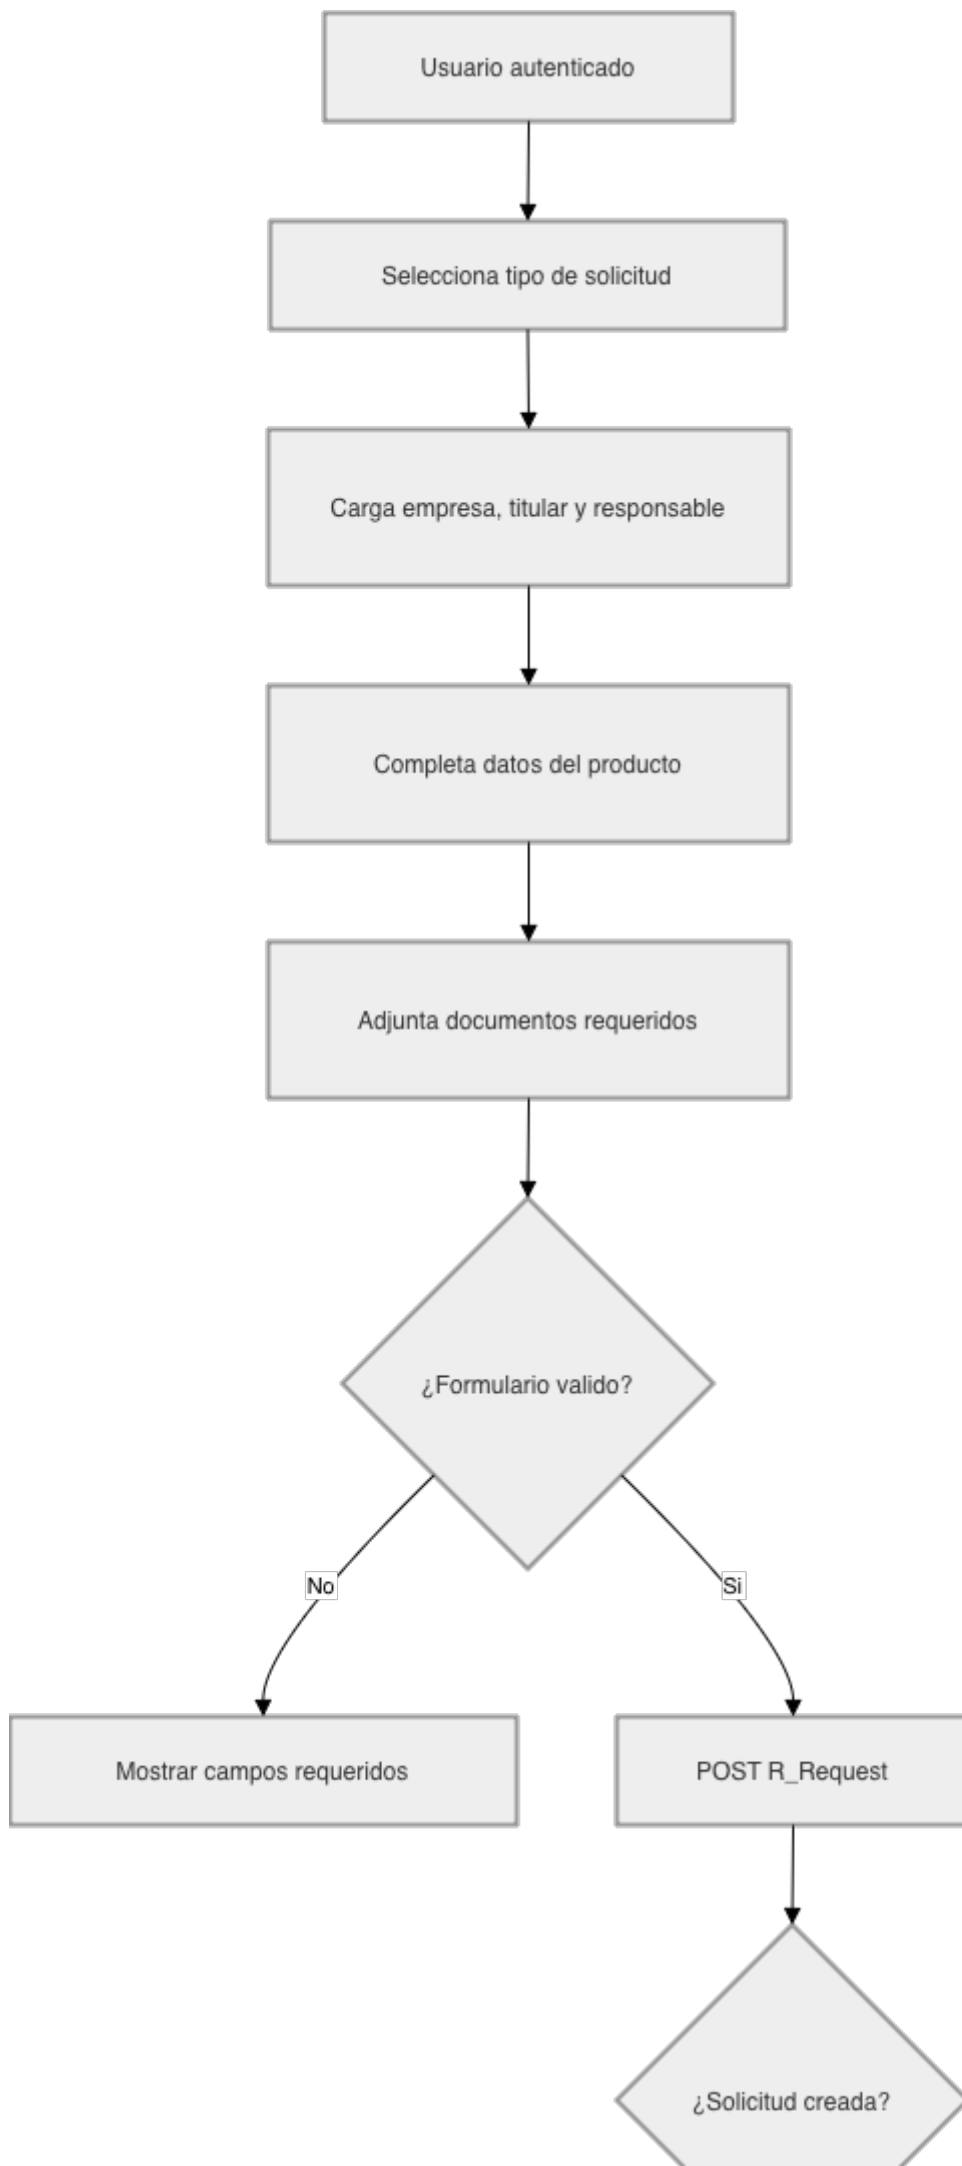 Usuario autenticado
Selecciona tipo de solicitud
Carga empresa, titular y responsable
Completa datos del producto
Adjunta documentos requeridos
¿Formulario valido?
No
Si
Mostrar campos requeridos
POST R_Request
¿Solicitud creada?